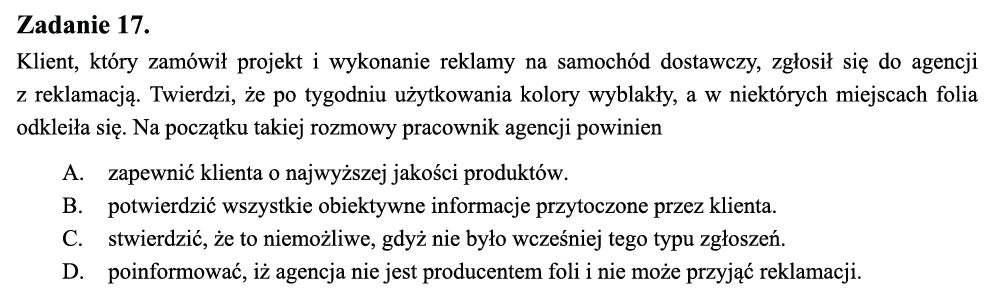 Zadanie 17.
Klient, który zamówił projekt i wykonanie reklamy na samochód dostawczy, zgłosił się do agencji
z reklamacją. Twierdzi, że po tygodniu użytkowania kolory wyblakły, a w niektórych miejscach folia
odkleiła się. Na początku takiej rozmowy pracownik agencji powinien
A. zapewnić klienta o najwyższej jakości produktów.
B. potwierdzić wszystkie obiektywne informacje przytoczone przez klienta.
C. stwierdzić, że to niemożliwe, gdyż nie było wcześniej tego typu zgłoszeń.
D. poinformować, iż agencja nie jest producentem foli i nie może przyjąć reklamacji.